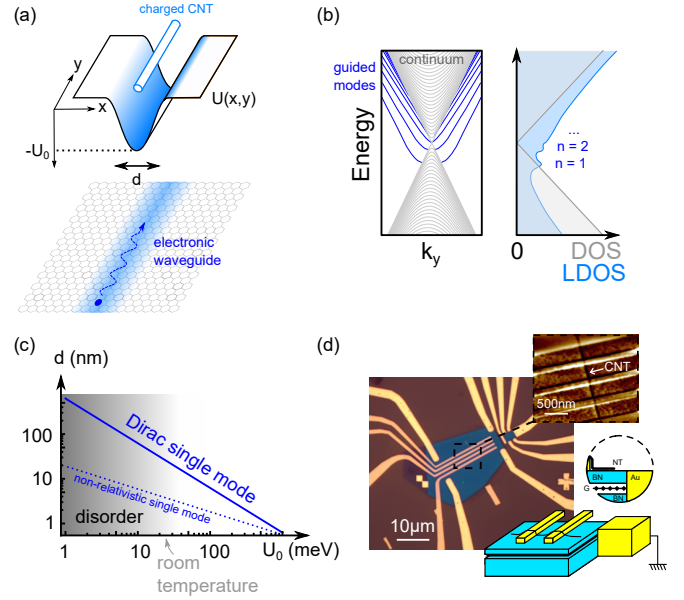 (a)
charged CNT
y
x
U(x,y)
-U₀
d
electronic
waveguide
(b)
guided
modes
continuum
Energy
k_y
...
n = 2
n = 1
0
DOS
LDOS
(c)
d (nm)
100
10
1
Dirac single mode
non-relativistic single mode
disorder
1
10
100
U₀ (meV)
room
temperature
(d)
CNT
500nm
10μm
NT
BN
Au
G
BN